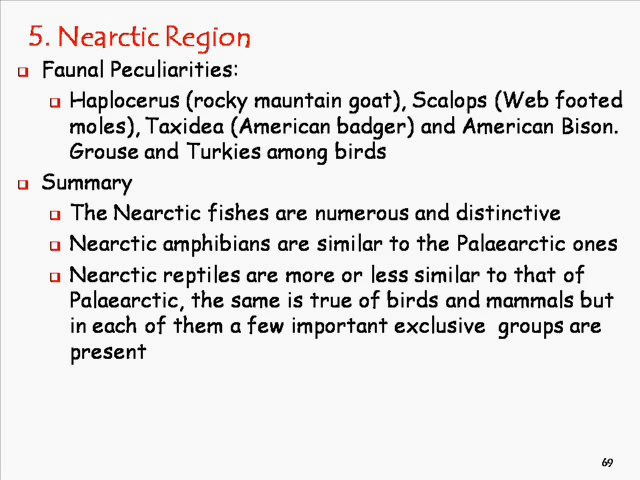 5. Nearctic Region
Faunal Peculiarities:
Haplocerus (rocky mauntain goat), Scalops (Web footed
moles), Taxidea (American badger) and American Bison.
Grouse and Turkies among birds
Summary
The Nearctic fishes are numerous and distinctive
Nearctic amphibians are similar to the Palaearctic ones
Nearctic reptiles are more or less similar to that of
Palaearctic, the same is true of birds and mammals but
in each of them a few important exclusive groups are
present
69